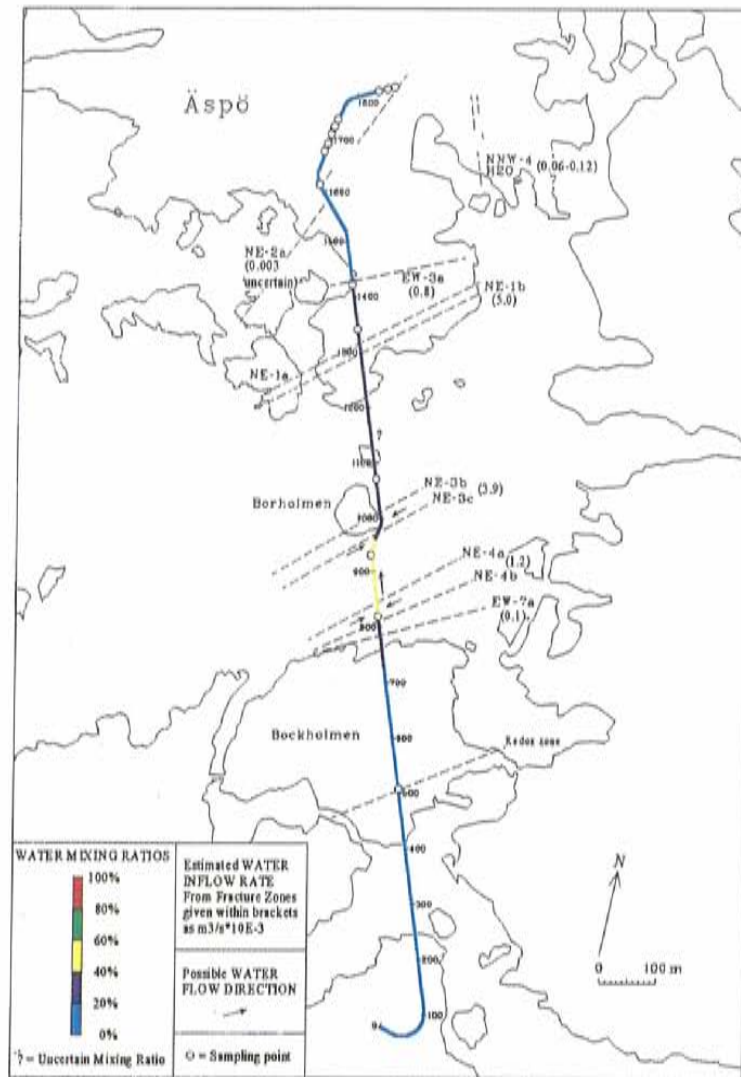 Äspö
1800
1700
NNW-4
H2O (0.06-0.12)
NE-2a
(0.003
uncertain)
EW-3a
(0.8)
1400
NE-1b
(5.0)
1300
NE-1a
1200
?
1100
NE-3b (3.9)
NE-3c
Borholmen
1000
NE-4a (1.2)
900
NE-4b
EW-7a
(0.1)
800
?
700
Bockholmen
Redox zone
400
300
200
100
0
WATER MIXING RATIOS
100%
80%
60%
40%
20%
0%
? = Uncertain Mixing Ratio
Estimated WATER
INFLOW RATE
From Fracture Zones
given within brackets
as m3/s*10E-3
Possible WATER
FLOW DIRECTION
O = Sampling point
N
0 100 m